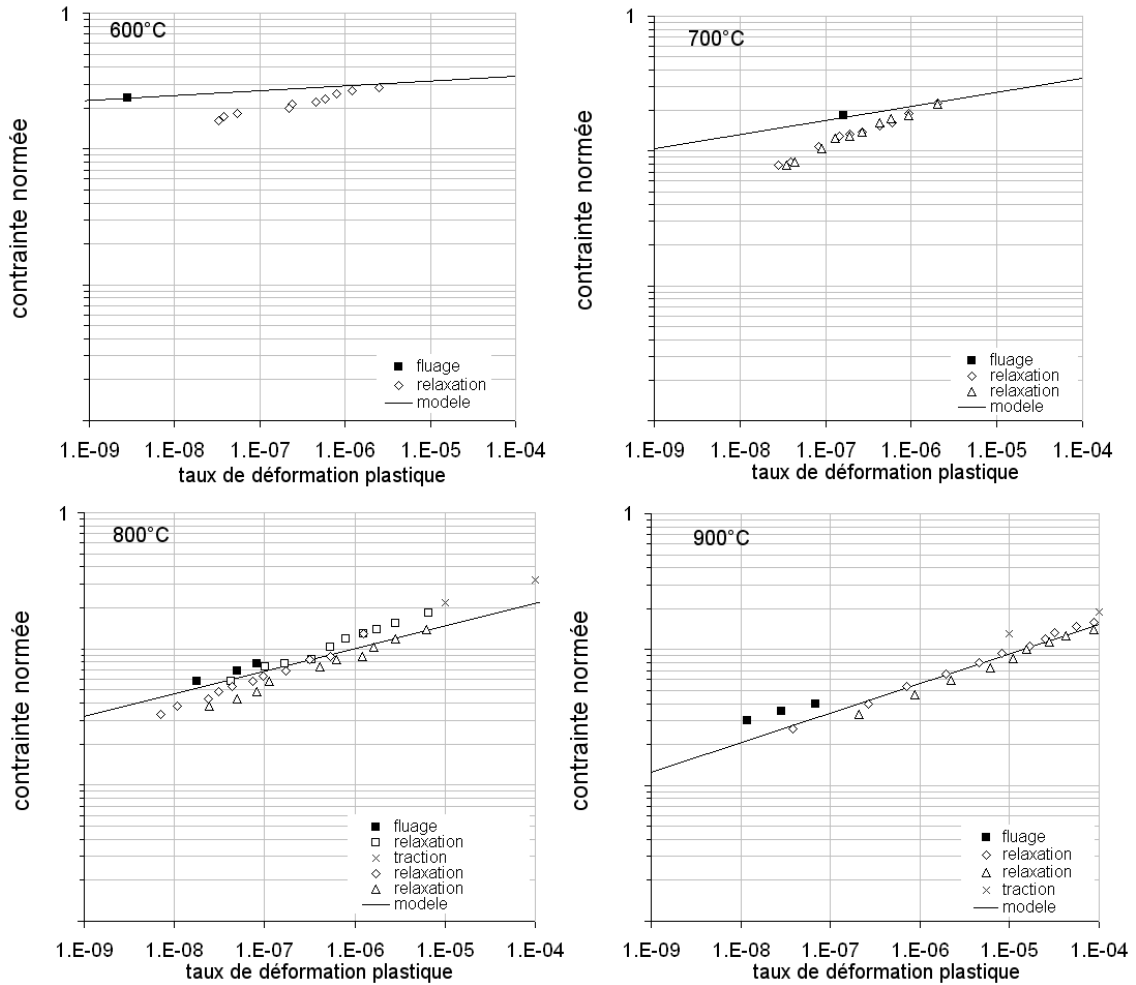 1
600°C
contrainte normée
fluage
relaxation
modele
1.E-09 1.E-08 1.E-07 1.E-06 1.E-05 1.E-04
taux de déformation plastique
1
700°C
contrainte normée
fluage
relaxation
relaxation
modele
1.E-09 1.E-08 1.E-07 1.E-06 1.E-05 1.E-04
taux de déformation plastique
1
800°C
contrainte normée
fluage
relaxation
traction
relaxation
relaxation
modele
1.E-09 1.E-08 1.E-07 1.E-06 1.E-05 1.E-04
taux de déformation plastique
1
900°C
contrainte normée
fluage
relaxation
relaxation
traction
modele
1.E-09 1.E-08 1.E-07 1.E-06 1.E-05 1.E-04
taux de déformation plastique